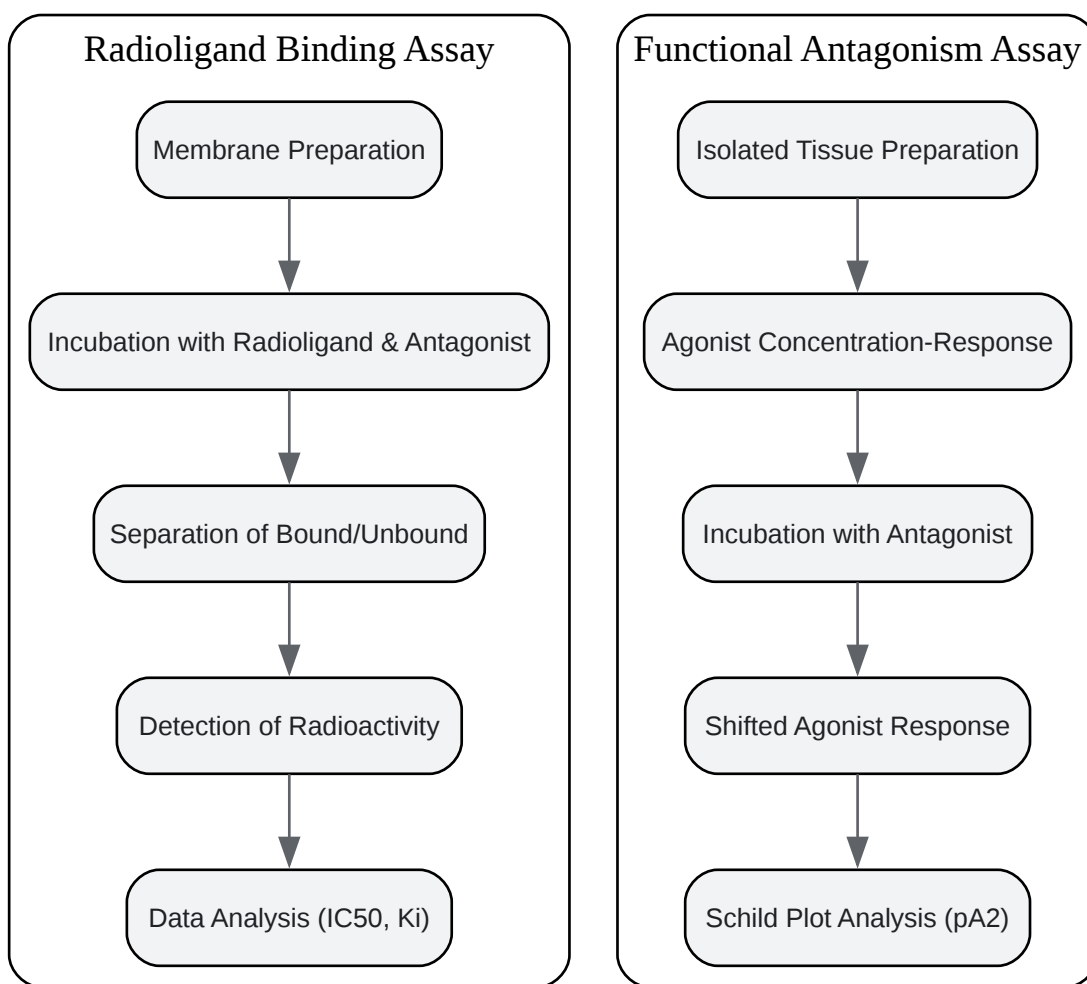 Radioligand Binding Assay
Membrane Preparation
Incubation with Radioligand & Antagonist
Separation of Bound/Unbound
Detection of Radioactivity
Data Analysis (IC50, Ki)
Functional Antagonism Assay
Isolated Tissue Preparation
Agonist Concentration-Response
Incubation with Antagonist
Shifted Agonist Response
Schild Plot Analysis (pA2)